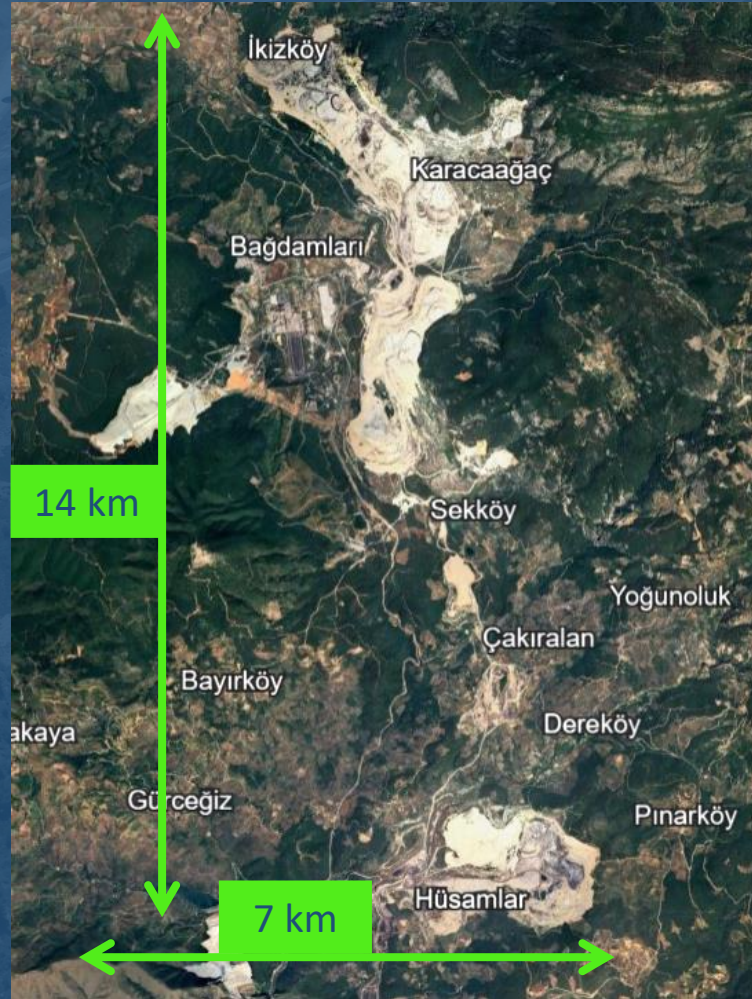 İkizköy
Karacaağaç
Bağdamları
14 km
Sekköy
Yoğunoluk
Çakıralan
Bayırköy
akaya
Dereköy
Gürceğiz
Pınarköy
Hüsamlar
7 km